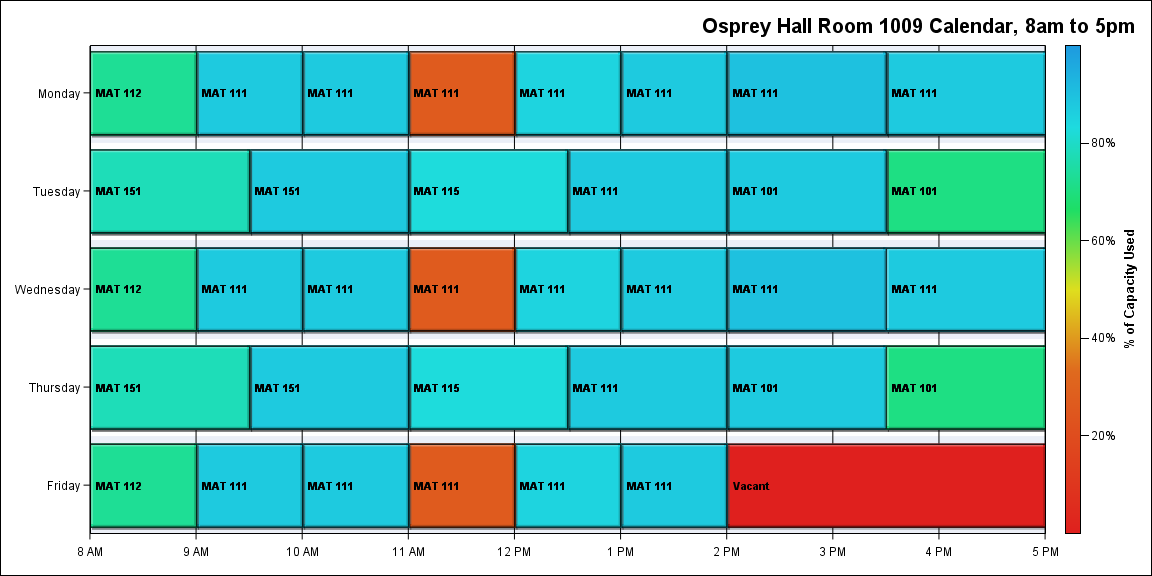 Osprey Hall Room 1009 Calendar, 8am to 5pm
Monday MAT 112 MAT 111 MAT 111 MAT 111 MAT 111 MAT 111 MAT 111 MAT 111
80%
Tuesday MAT 151 MAT 151 MAT 115 MAT 111 MAT 101 MAT 101
60%
% of Capacity Used
Wednesday MAT 112 MAT 111 MAT 111 MAT 111 MAT 111 MAT 111 MAT 111 MAT 111
40%
Thursday MAT 151 MAT 151 MAT 115 MAT 111 MAT 101 MAT 101
20%
Friday MAT 112 MAT 111 MAT 111 MAT 111 MAT 111 MAT 111 Vacant
8 AM 9 AM 10 AM 11 AM 12 PM 1 PM 2 PM 3 PM 4 PM 5 PM